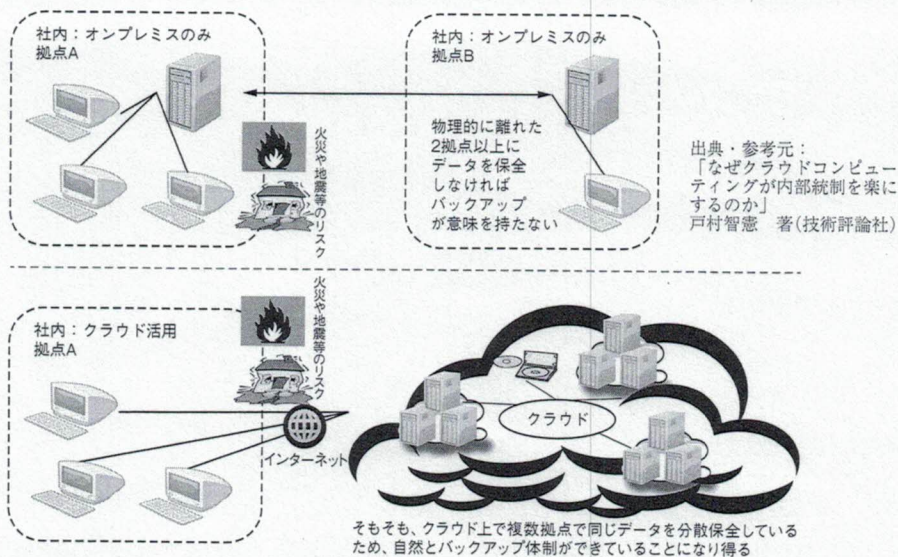 社内：オンプレミスのみ
拠点A
火災や地震等のリスク
社内：オンプレミスのみ
拠点B
物理的に離れた
2拠点以上に
データを保全
しなければ
バックアップ
が意味を持たない
出典・参考元：
「なぜクラウドコンピュー
ティングが内部統制を楽に
するのか」
戸村智憲　著(技術評論社)
社内：クラウド活用
拠点A
火災や地震等のリスク
インターネット
クラウド
そもそも、クラウド上で複数拠点で同じデータを分散保全している
ため、自然とバックアップ体制ができていることになり得る